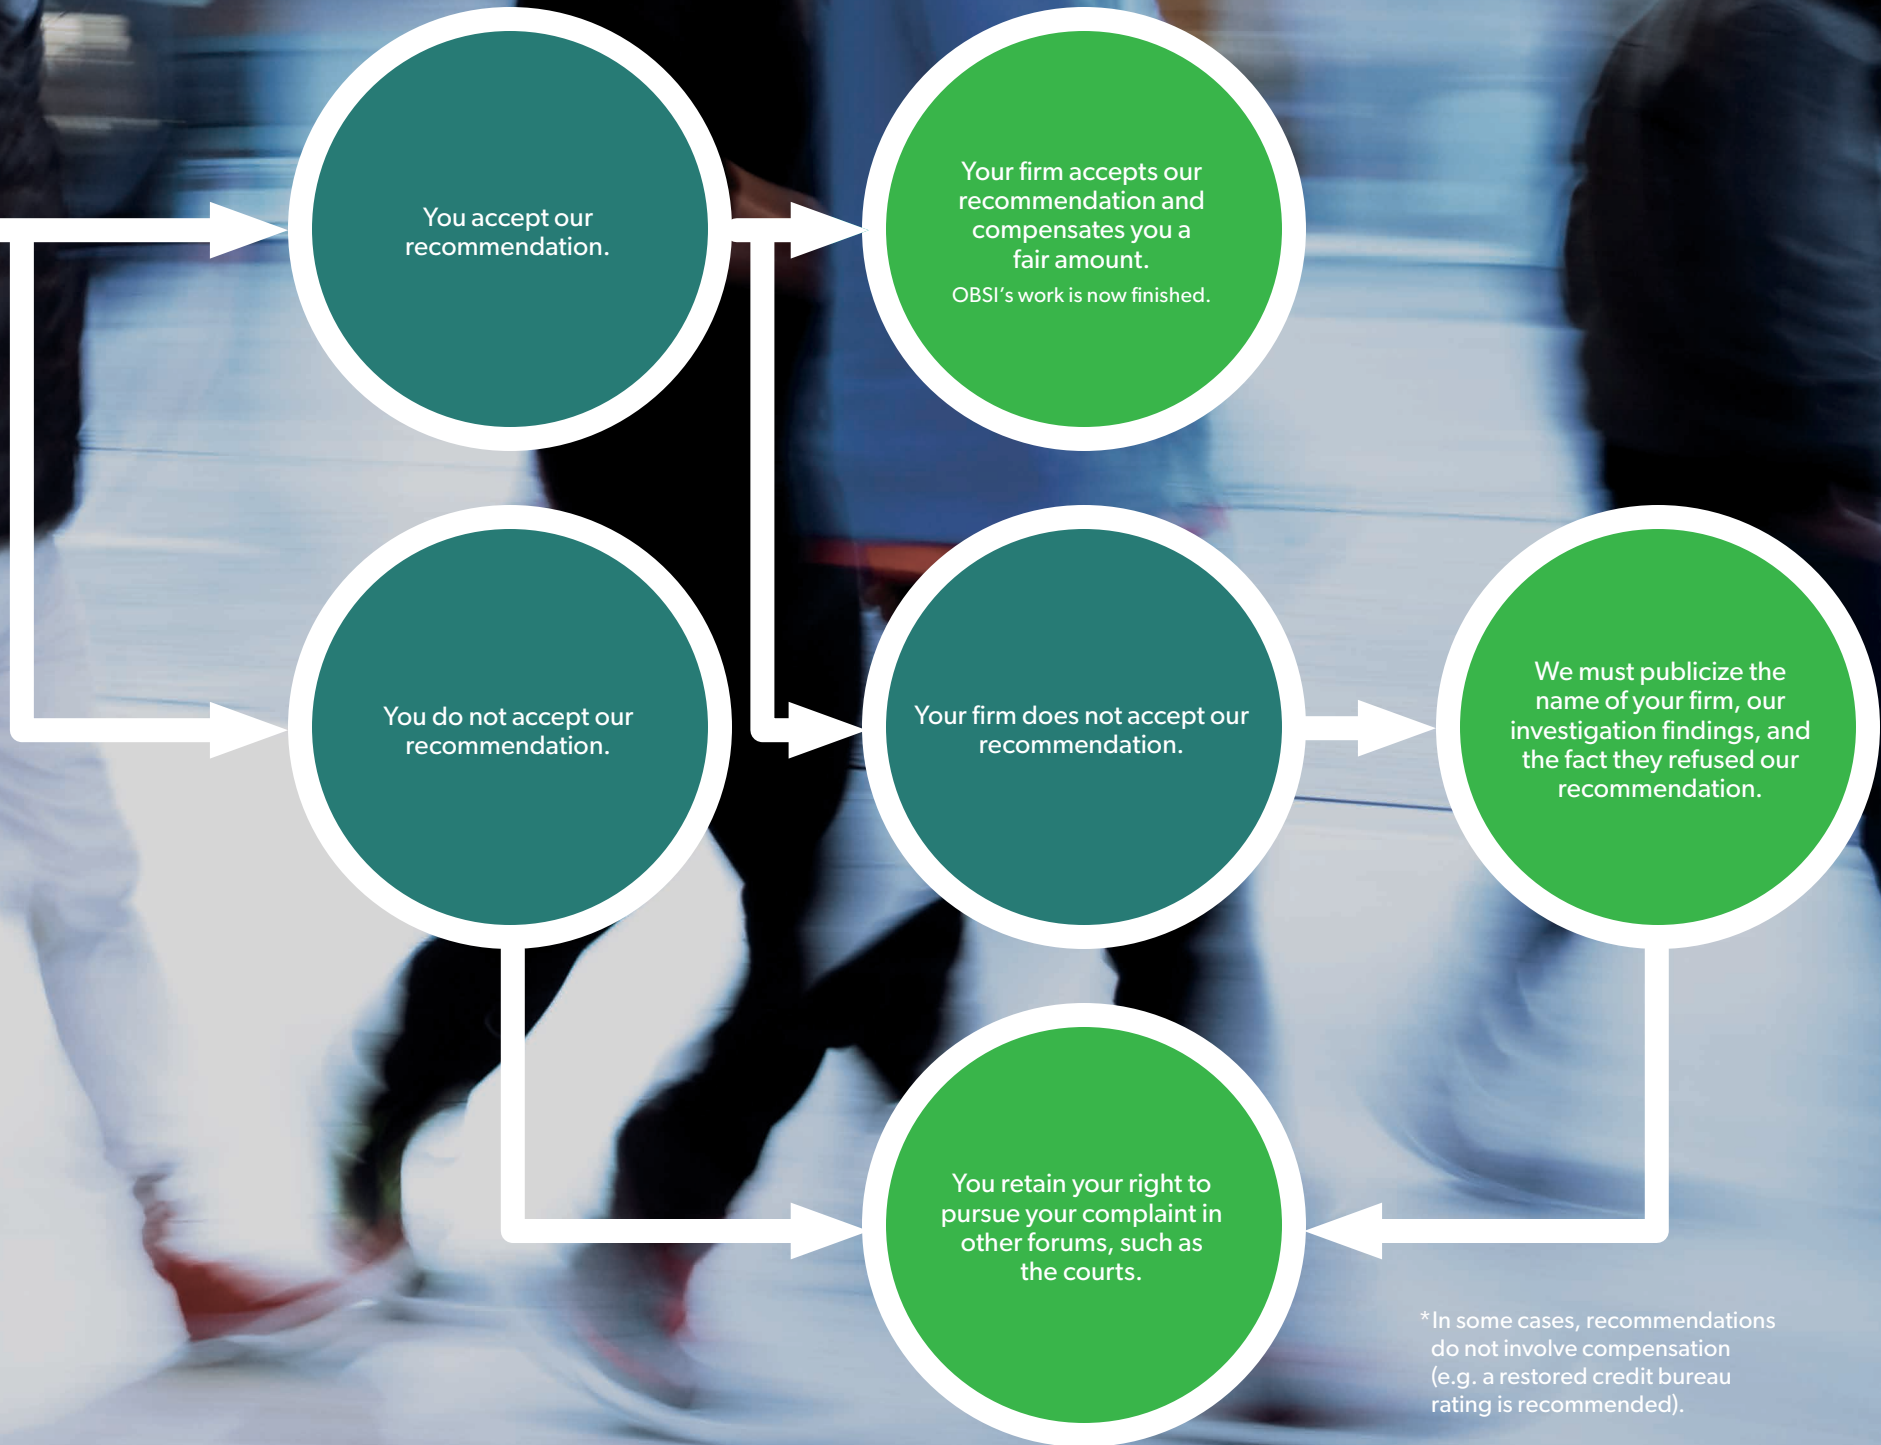 You accept our
recommendation.
Your firm accepts our
recommendation and
compensates you a
fair amount.
OBSI’s work is now finished.
You do not accept our
recommendation.
Your firm does not accept our
recommendation.
We must publicize the
name of your firm, our
investigation findings, and
the fact they refused our
recommendation.
You retain your right to
pursue your complaint in
other forums, such as
the courts.
*In some cases, recommendations
do not involve compensation
(e.g. a restored credit bureau
rating is recommended).